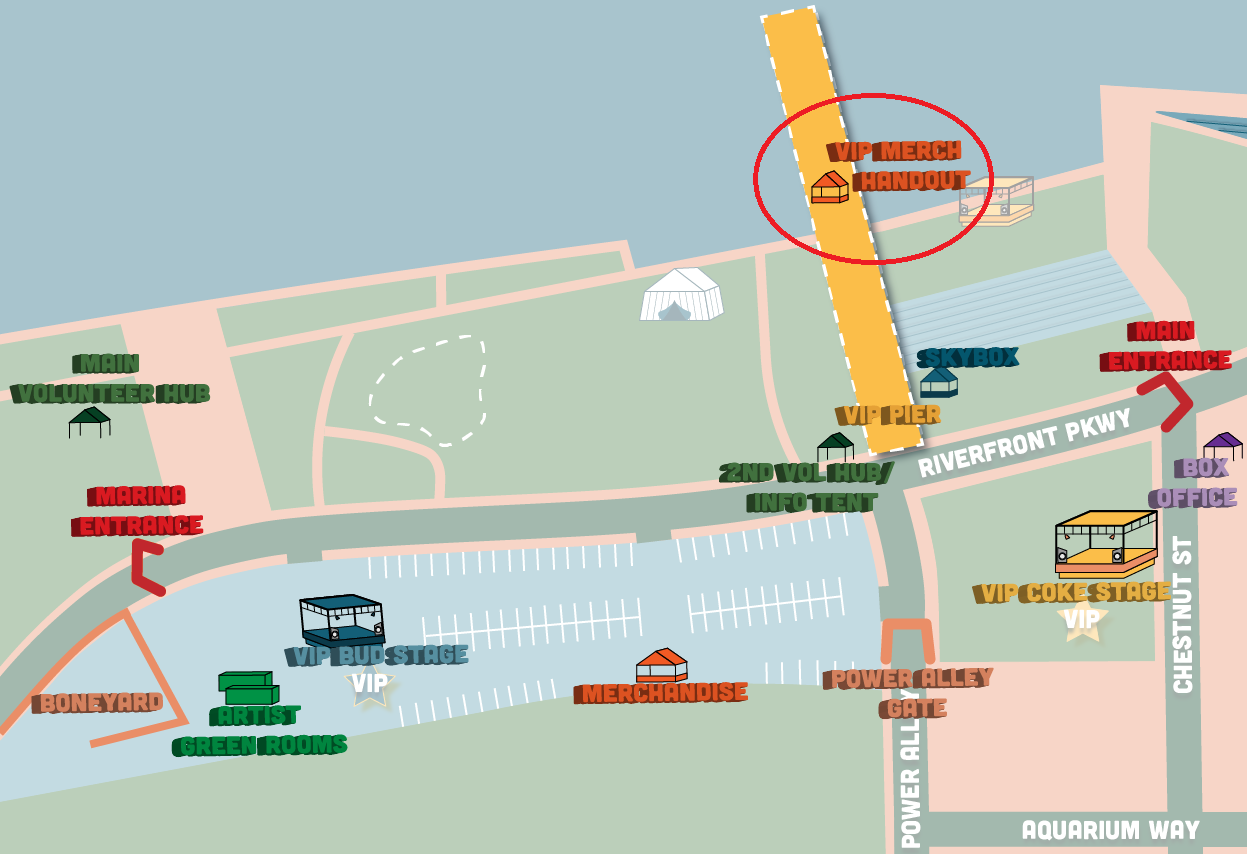 VIP MERCH
HANDOUT
MAIN
ENTRANCE
SKYBOX
MAIN
VOLUNTEER HUB
VIP PIER
RIVERFRONT PKWY
2ND VOL HUB/
INFO TENT
BOX
OFFICE
MARINA
ENTRANCE
VIP COKE STAGE
VIP
CHESTNUT ST
VIP BUD STAGE
VIP
MERCHANDISE
POWER ALLEY
GATE
BONEYARD
ARTIST
GREEN ROOMS
POWER ALLY
AQUARIUM WAY